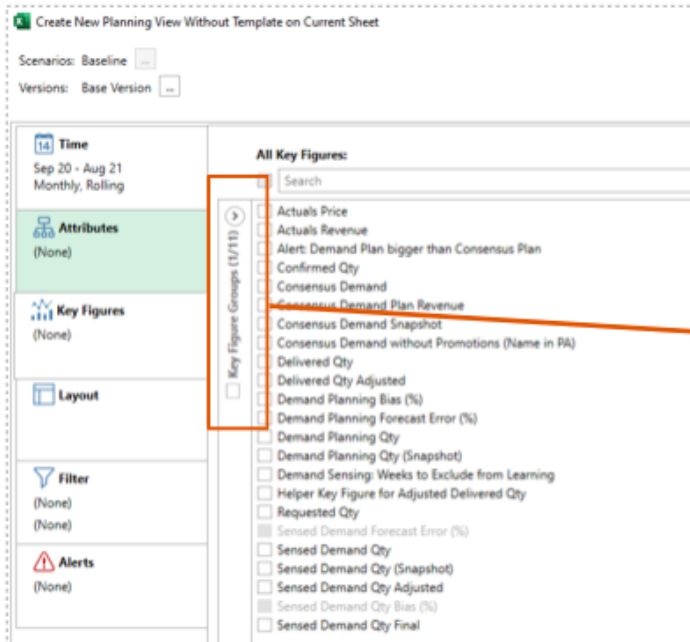 Create New Planning View Without Template on Current Sheet
Scenarios: Baseline ...
Versions: Base Version ...
14 Time
Sep 20 - Aug 21
Monthly, Rolling
Attributes
(None)
Key Figures
(None)
Layout
Filter
(None)
(None)
Alerts
(None)
All Key Figures:
Search
Key Figure Groups (1/11)
Actuals Price
Actuals Revenue
Alert: Demand Plan bigger than Consensus Plan
Confirmed Qty
Consensus Demand
Consensus Demand Plan Revenue
Consensus Demand Snapshot
Consensus Demand without Promotions (Name in PA)
Delivered Qty
Delivered Qty Adjusted
Demand Planning Bias (%)
Demand Planning Forecast Error (%)
Demand Planning Qty
Demand Planning Qty (Snapshot)
Demand Sensing: Weeks to Exclude from Learning
Helper Key Figure for Adjusted Delivered Qty
Requested Qty
Sensed Demand Forecast Error (%)
Sensed Demand Qty
Sensed Demand Qty (Snapshot)
Sensed Demand Qty Adjusted
Sensed Demand Qty Bias (%)
Sensed Demand Qty Final